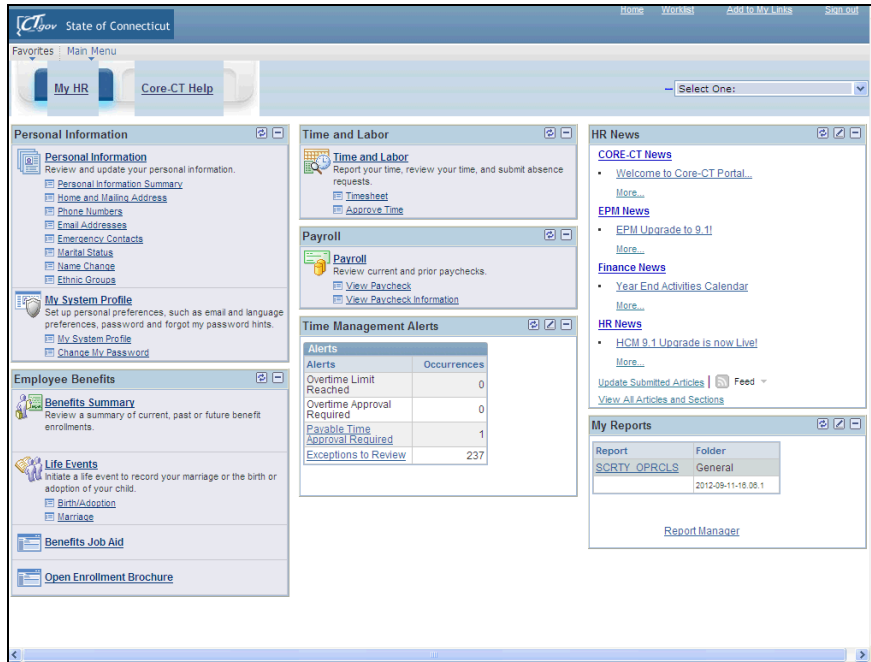 Home Worklist Add to My Links Sign out
CT.gov State of Connecticut
Favorites Main Menu
My HR Core-CT Help
Select One:
Personal Information
Personal Information
Review and update your personal information.
Personal Information Summary
Home and Mailing Address
Phone Numbers
Email Addresses
Emergency Contacts
Marital Status
Name Change
Ethnic Groups
My System Profile
Set up personal preferences, such as email and language
preferences, password and forgot my password hints.
My System Profile
Change My Password
Employee Benefits
Benefits Summary
Review a summary of current, past or future benefit
enrollments.
Life Events
Initiate a life event to record your marriage or the birth or
adoption of your child.
Birth/Adoption
Marriage
Benefits Job Aid
Open Enrollment Brochure
Time and Labor
Time and Labor
Report your time, review your time, and submit absence
requests.
Timesheet
Approve Time
Payroll
Payroll
Review current and prior paychecks.
View Paycheck
View Paycheck Information
Time Management Alerts
Alerts
Alerts Occurrences
Overtime Limit
Reached 0
Overtime Approval
Required 0
Payable Time
Approval Required 1
Exceptions to Review 237
HR News
CORE-CT News
Welcome to Core-CT Portal...
More...
EPM News
EPM Upgrade to 9.1!
More...
Finance News
Year End Activities Calendar
More...
HR News
HCM 9.1 Upgrade is now Live!
More...
Update Submitted Articles Feed
View All Articles and Sections
My Reports
Report Folder
SCRTY_OPRCLS General
2012-09-11-16.06.1
Report Manager